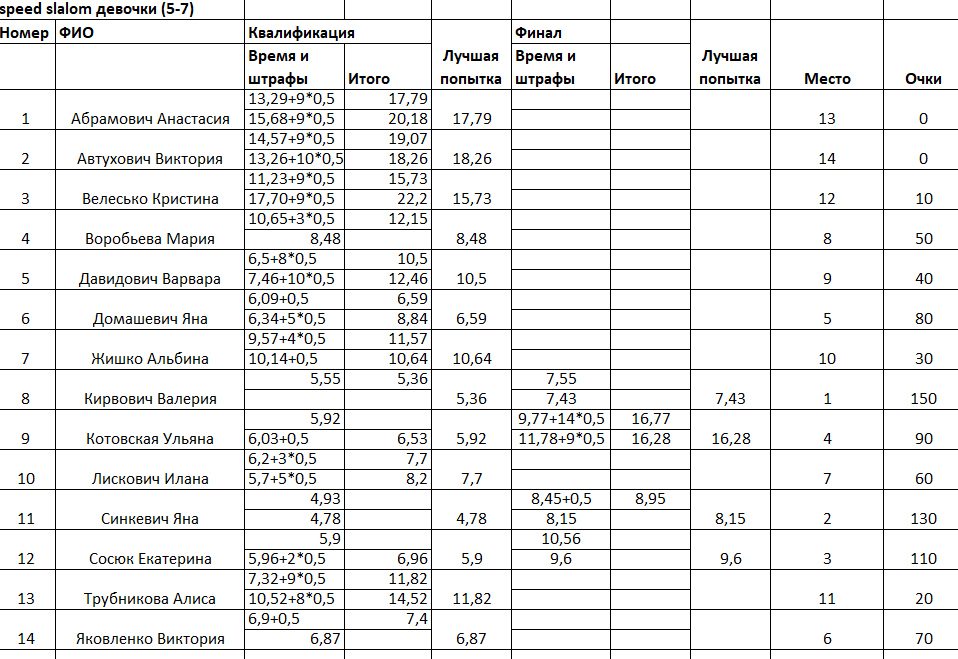 speed slalom девочки (5-7)
Номер ФИО Квалификация Финал
Время и штрафы Итого Лучшая попытка Время и штрафы Итого Лучшая попытка Место Очки
13,29+9*0,5 17,79
1 Абрамович Анастасия 15,68+9*0,5 20,18 17,79 13 0
14,57+9*0,5 19,07
2 Автухович Виктория 13,26+10*0,5 18,26 18,26 14 0
11,23+9*0,5 15,73
3 Велесько Кристина 17,70+9*0,5 22,2 15,73 12 10
10,65+3*0,5 12,15
4 Воробьева Мария 8,48 8,48 8 50
6,5+8*0,5 10,5
5 Давидович Варвара 7,46+10*0,5 12,46 10,5 9 40
6,09+0,5 6,59
6 Домашевич Яна 6,34+5*0,5 8,84 6,59 5 80
9,57+4*0,5 11,57
7 Жишко Альбина 10,14+0,5 10,64 10,64 10 30
5,55 5,36 7,55
8 Кирвович Валерия 5,36 7,43 7,43 1 150
5,92 9,77+14*0,5 16,77
9 Котовская Ульяна 6,03+0,5 6,53 5,92 11,78+9*0,5 16,28 16,28 4 90
6,2+3*0,5 7,7
10 Лискович Илана 5,7+5*0,5 8,2 7,7 7 60
4,93 8,45+0,5 8,95
11 Синкевич Яна 4,78 4,78 8,15 8,15 2 130
5,9 10,56
12 Сосюк Екатерина 5,96+2*0,5 6,96 5,9 9,6 9,6 3 110
7,32+9*0,5 11,82
13 Трубникова Алиса 10,52+8*0,5 14,52 11,82 11 20
6,9+0,5 7,4
14 Яковленко Виктория 6,87 6,87 6 70